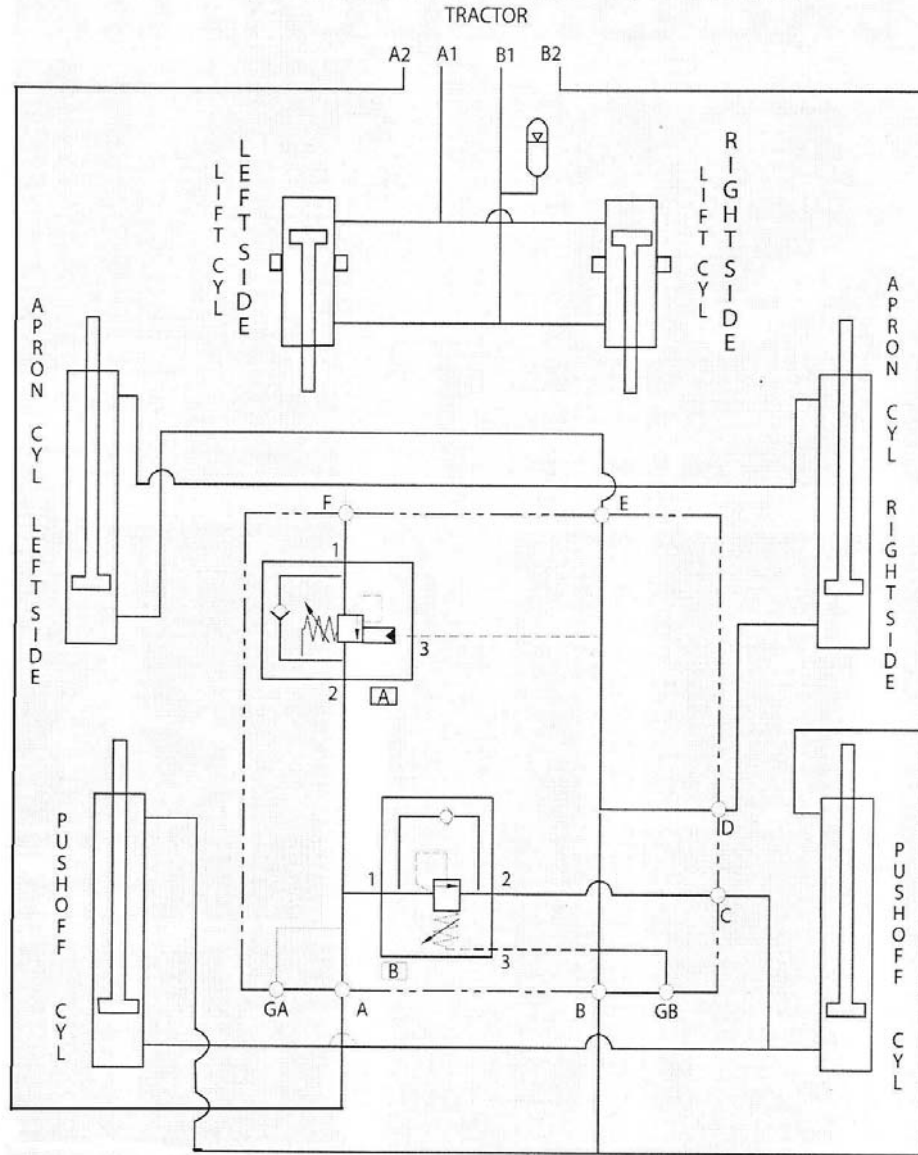 TRACTOR
A2 A1 B1 B2
LEFT SIDE
LIFT CYL
RIGHT SIDE
LIFT CYL
APRON CYL LEFT SIDE
APRON CYL RIGHT SIDE
F
E
1
3
2
A
D
1
2
C
3
B
GA
A
B
GB
PUSHOFF CYL
PUSHOFF CYL